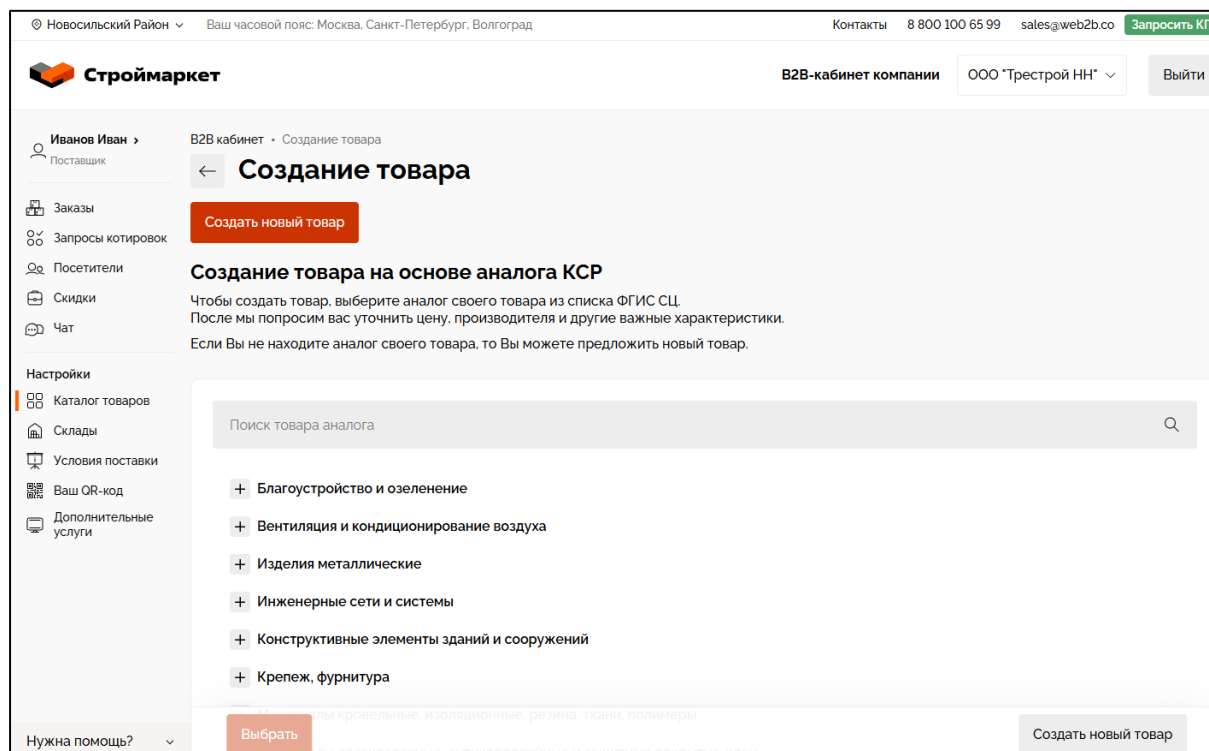 Новосильский Район
Ваш часовой пояс: Москва, Санкт-Петербург, Волгоград
Контакты
8 800 100 65 99
sales@web2b.co
Запросить КП
Строймаркет
B2B-кабинет компании
ООО "Трестрой НН"
Выйти
Иванов Иван
Поставщик
Заказы
Запросы котировок
Посетители
Скидки
Чат
Настройки
Каталог товаров
Склады
Условия поставки
Ваш QR-код
Дополнительные
услуги
Нужна помощь?
B2B кабинет • Создание товара
Создание товара
Создать новый товар
Создание товара на основе аналога КСР
Чтобы создать товар, выберите аналог своего товара из списка ФГИС СЦ.
После мы попросим вас уточнить цену, производителя и другие важные характеристики.
Если Вы не находите аналог своего товара, то Вы можете предложить новый товар.
Поиск товара аналога
Благоустройство и озеленение
Вентиляция и кондиционирование воздуха
Изделия металлические
Инженерные сети и системы
Конструктивные элементы зданий и сооружений
Крепеж, фурнитура
Материалы кровельные, изоляционные, резина, ткани, полимеры
Выбрать
Создать новый товар